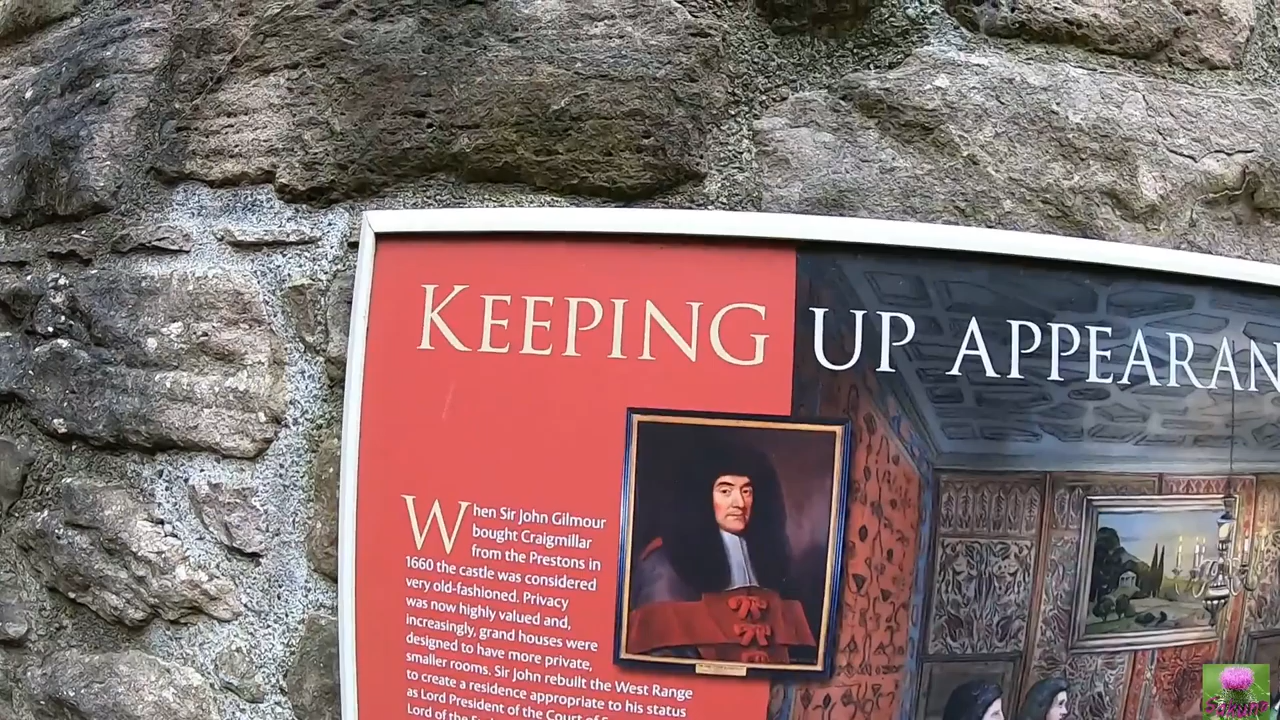 KEEPING UP APPEARAN
When Sir John Gilmour
bought Craigmillar
from the Prestons in
1660 the castle was considered
very old-fashioned. Privacy
was now highly valued and,
increasingly, grand houses were
designed to have more private,
smaller rooms. Sir John rebuilt the West Range
to create a residence appropriate to his status
as Lord President of the Court of
Lord of the